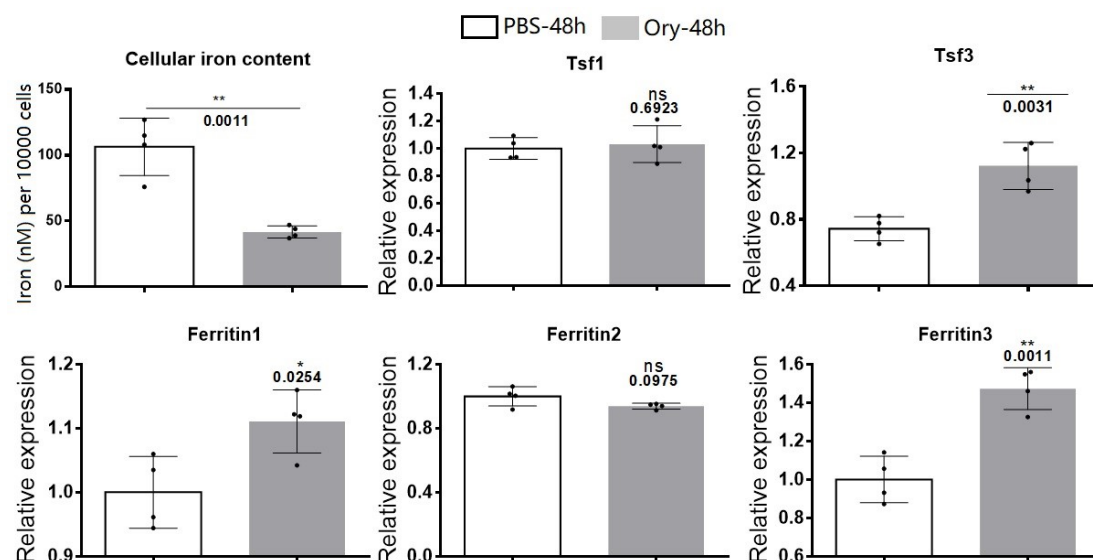 PBS-48h Ory-48h
Cellular iron content
Iron (nM) per 10000 cells
150
100
50
0
**
0.0011
Tsf1
Relative expression
1.4
1.2
1.0
0.8
0.6
0.4
0.2
0.0
ns
0.6923
Tsf3
Relative expression
1.6
1.2
0.8
0.4
**
0.0031
Ferritin1
Relative expression
1.2
1.1
1.0
0.9
*
0.0254
Ferritin2
Relative expression
1.2
0.8
0.4
0.0
ns
0.0975
Ferritin3
Relative expression
1.6
1.4
1.2
1.0
0.8
0.6
**
0.0011